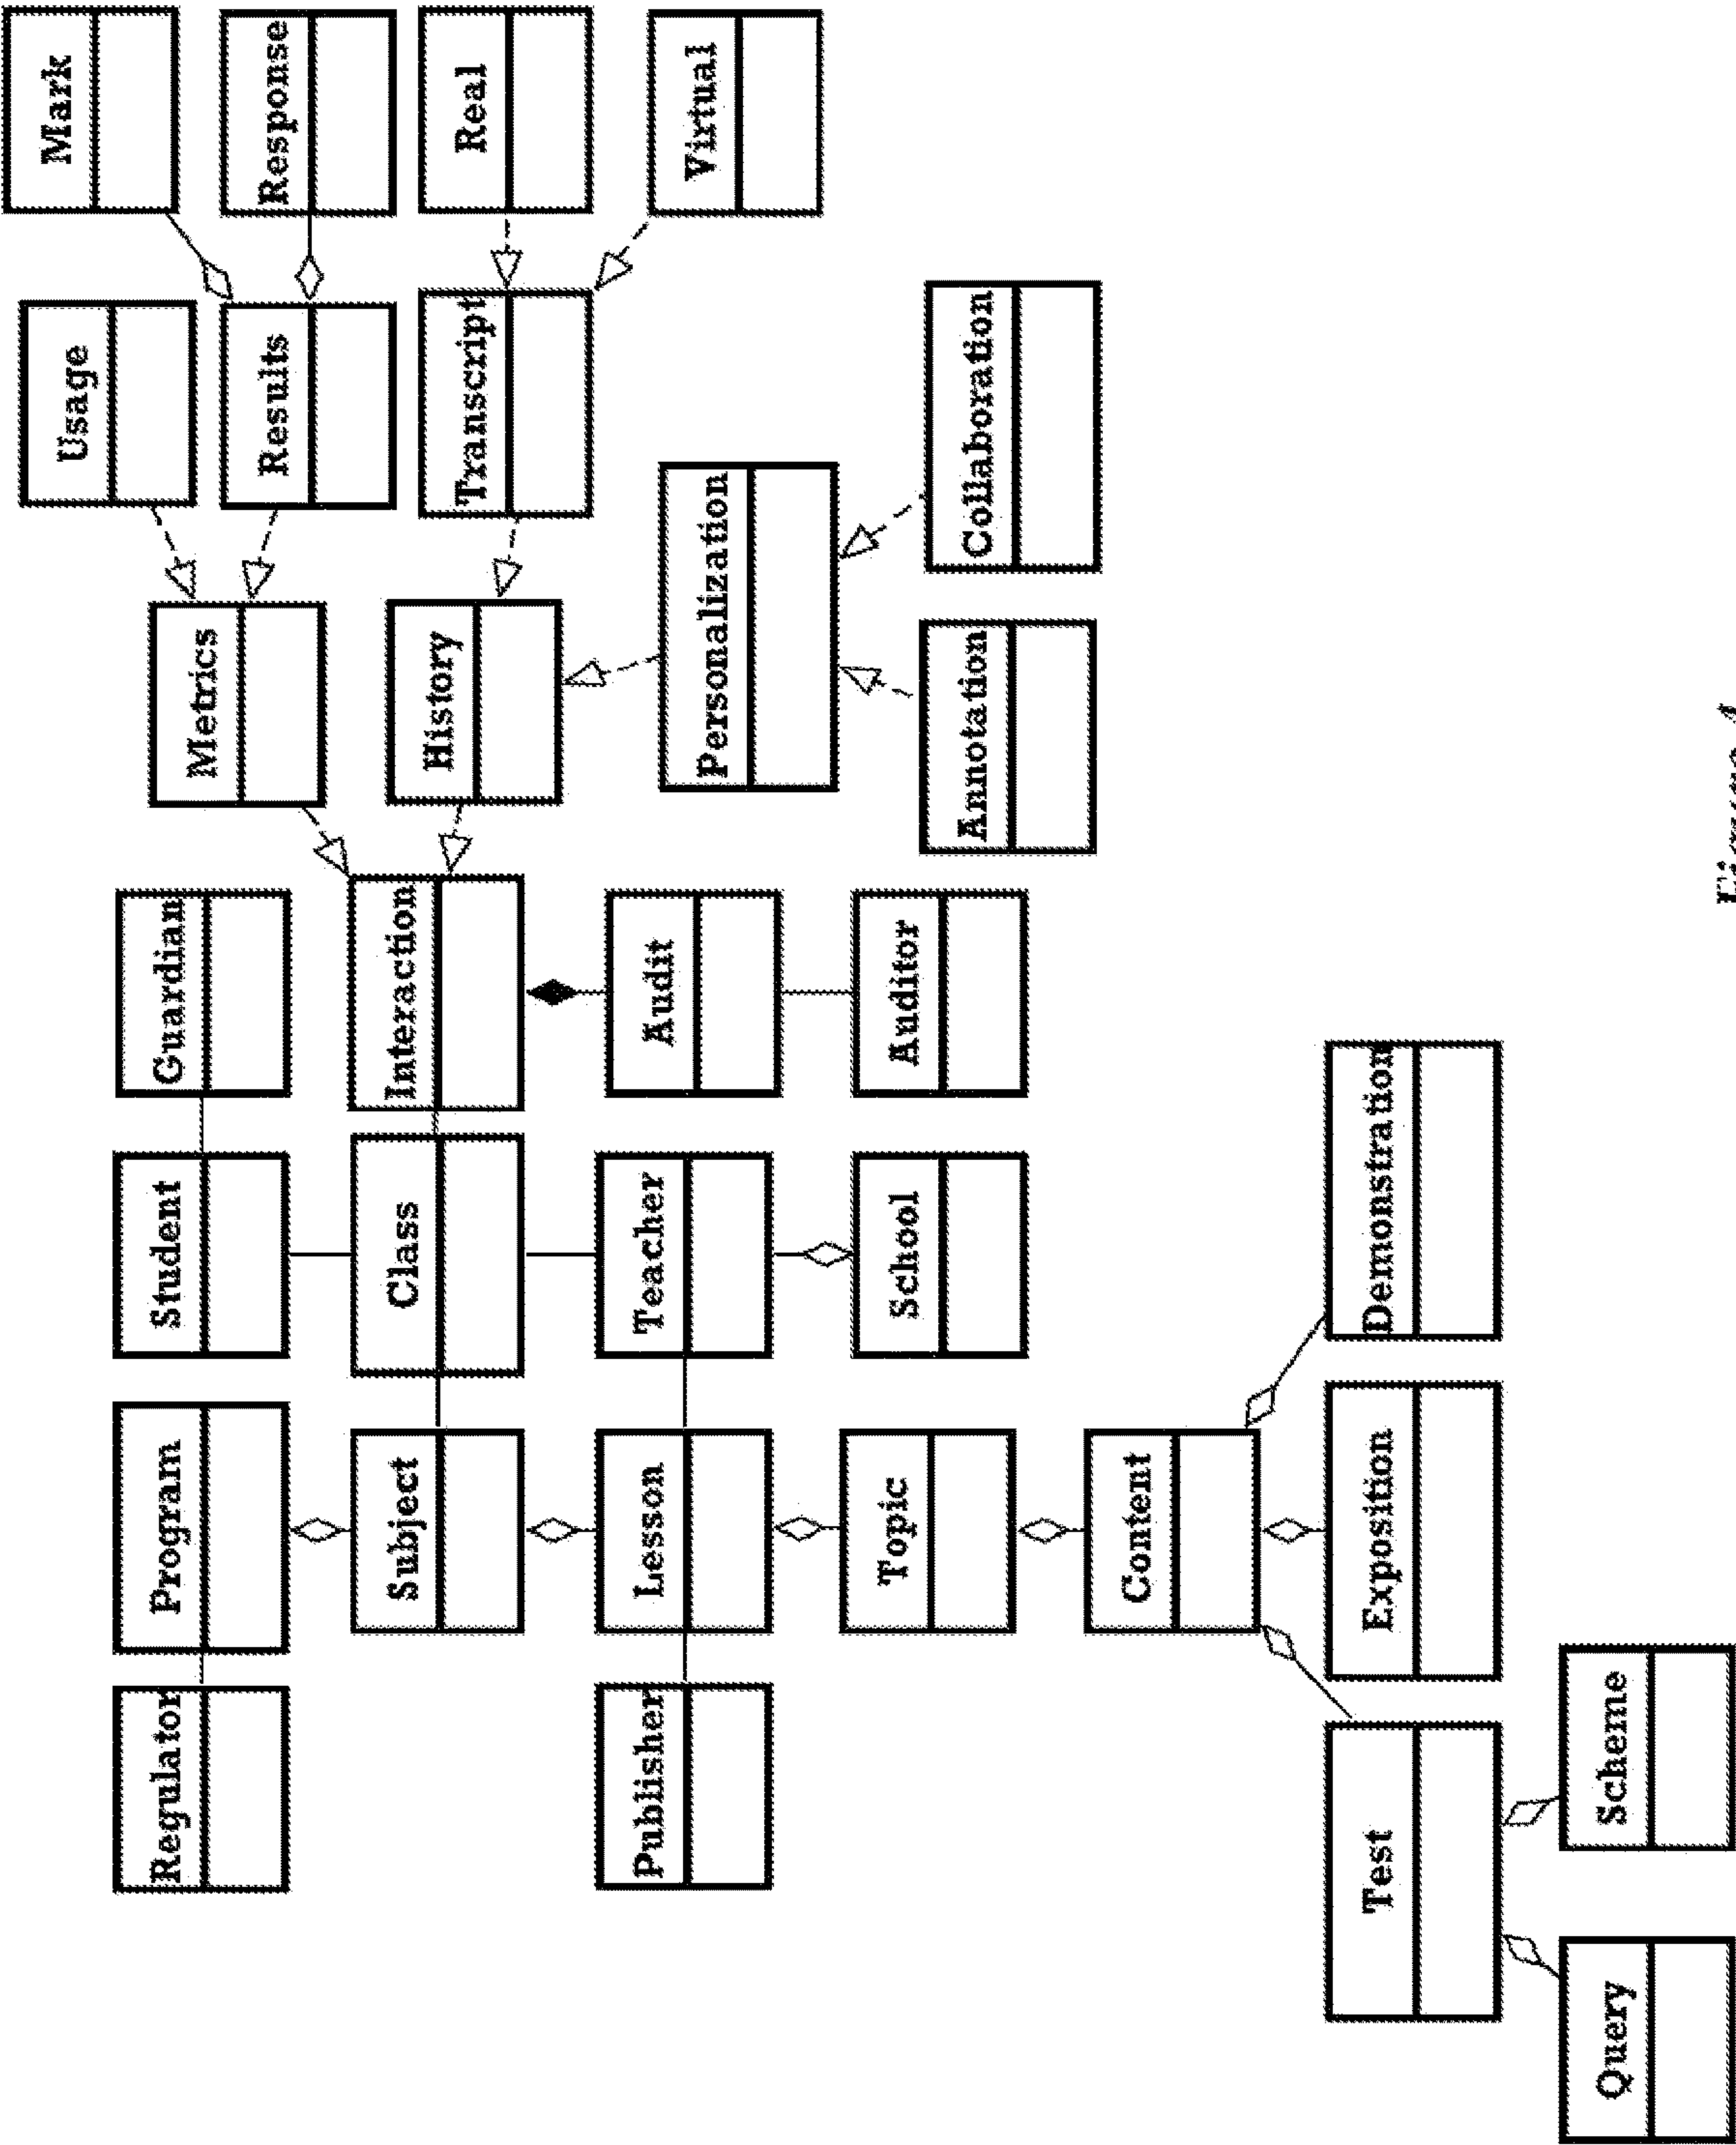 Regulator
Program
Student
Guardian
Metrics
Usage
Mark
Subject
Class
Interaction
History
Results
Response
Publisher
Lesson
Teacher
Audit
Personalization
Transcript
Real
Topic
School
Auditor
Annotation
Collaboration
Virtual
Content
Test
Exposition
Demonstration
Query
Scheme